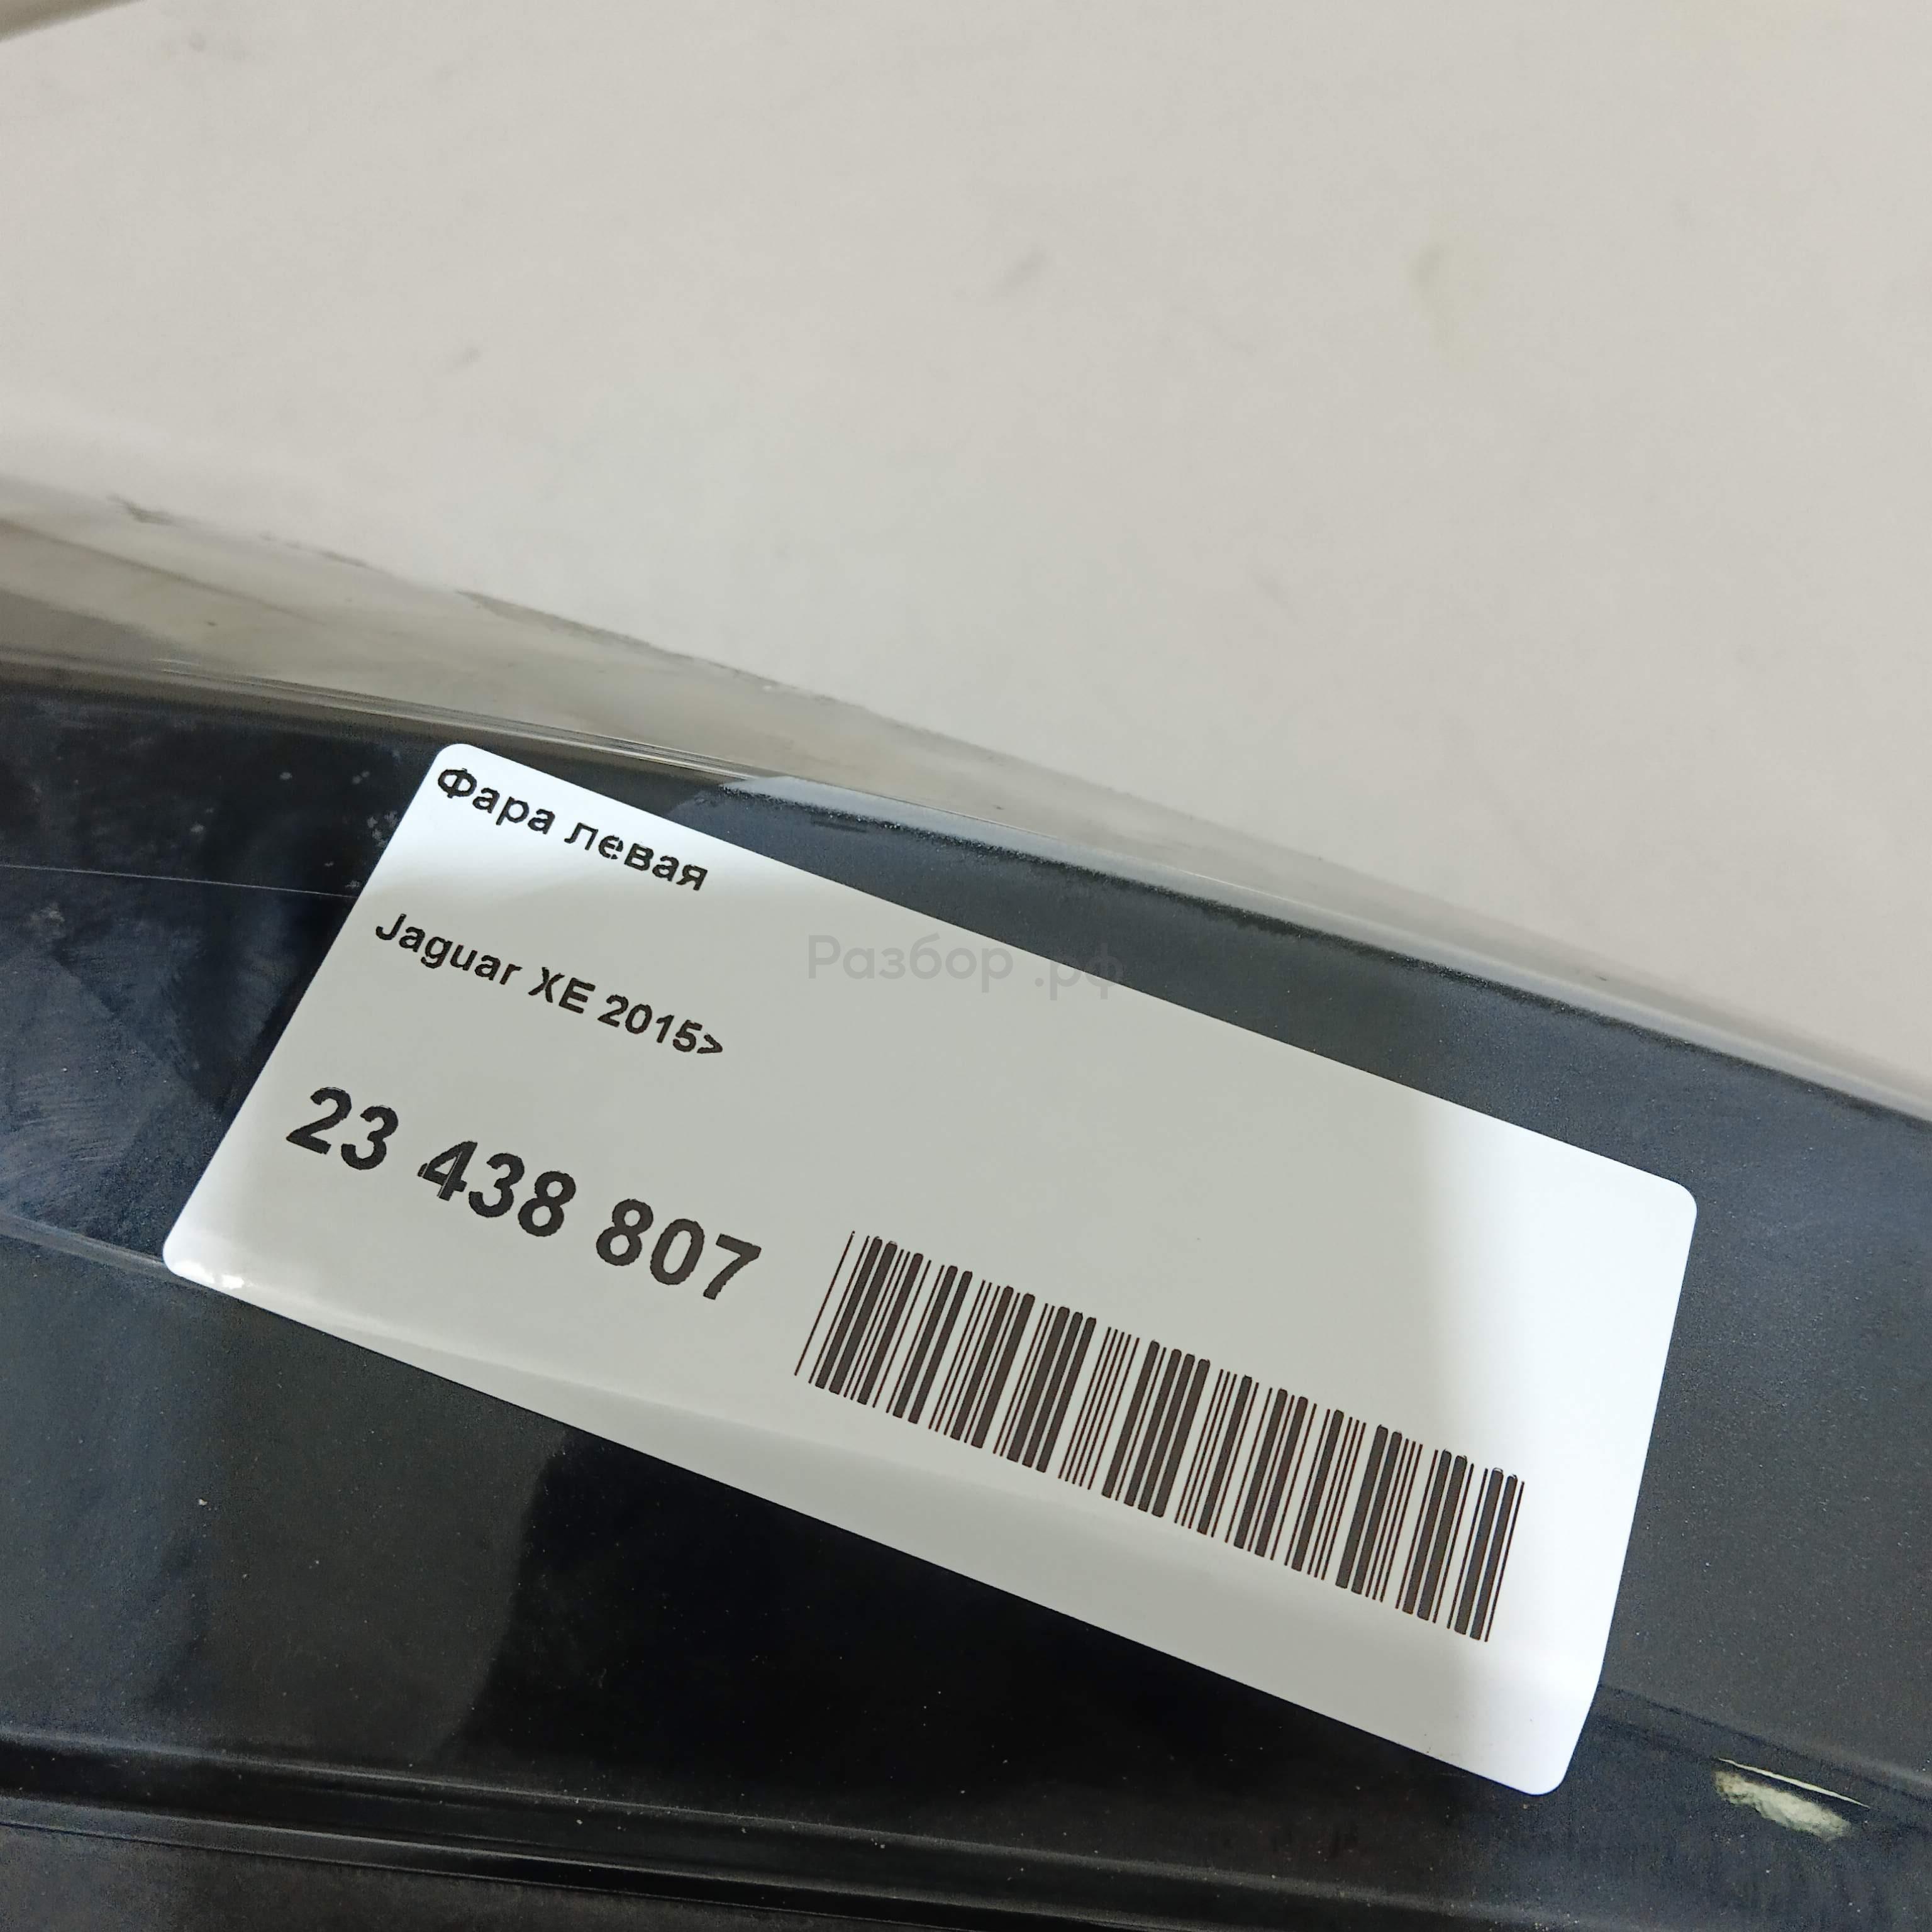 Фара левая
Jaguar XE 2015>
23 438 807
Разбор.рф